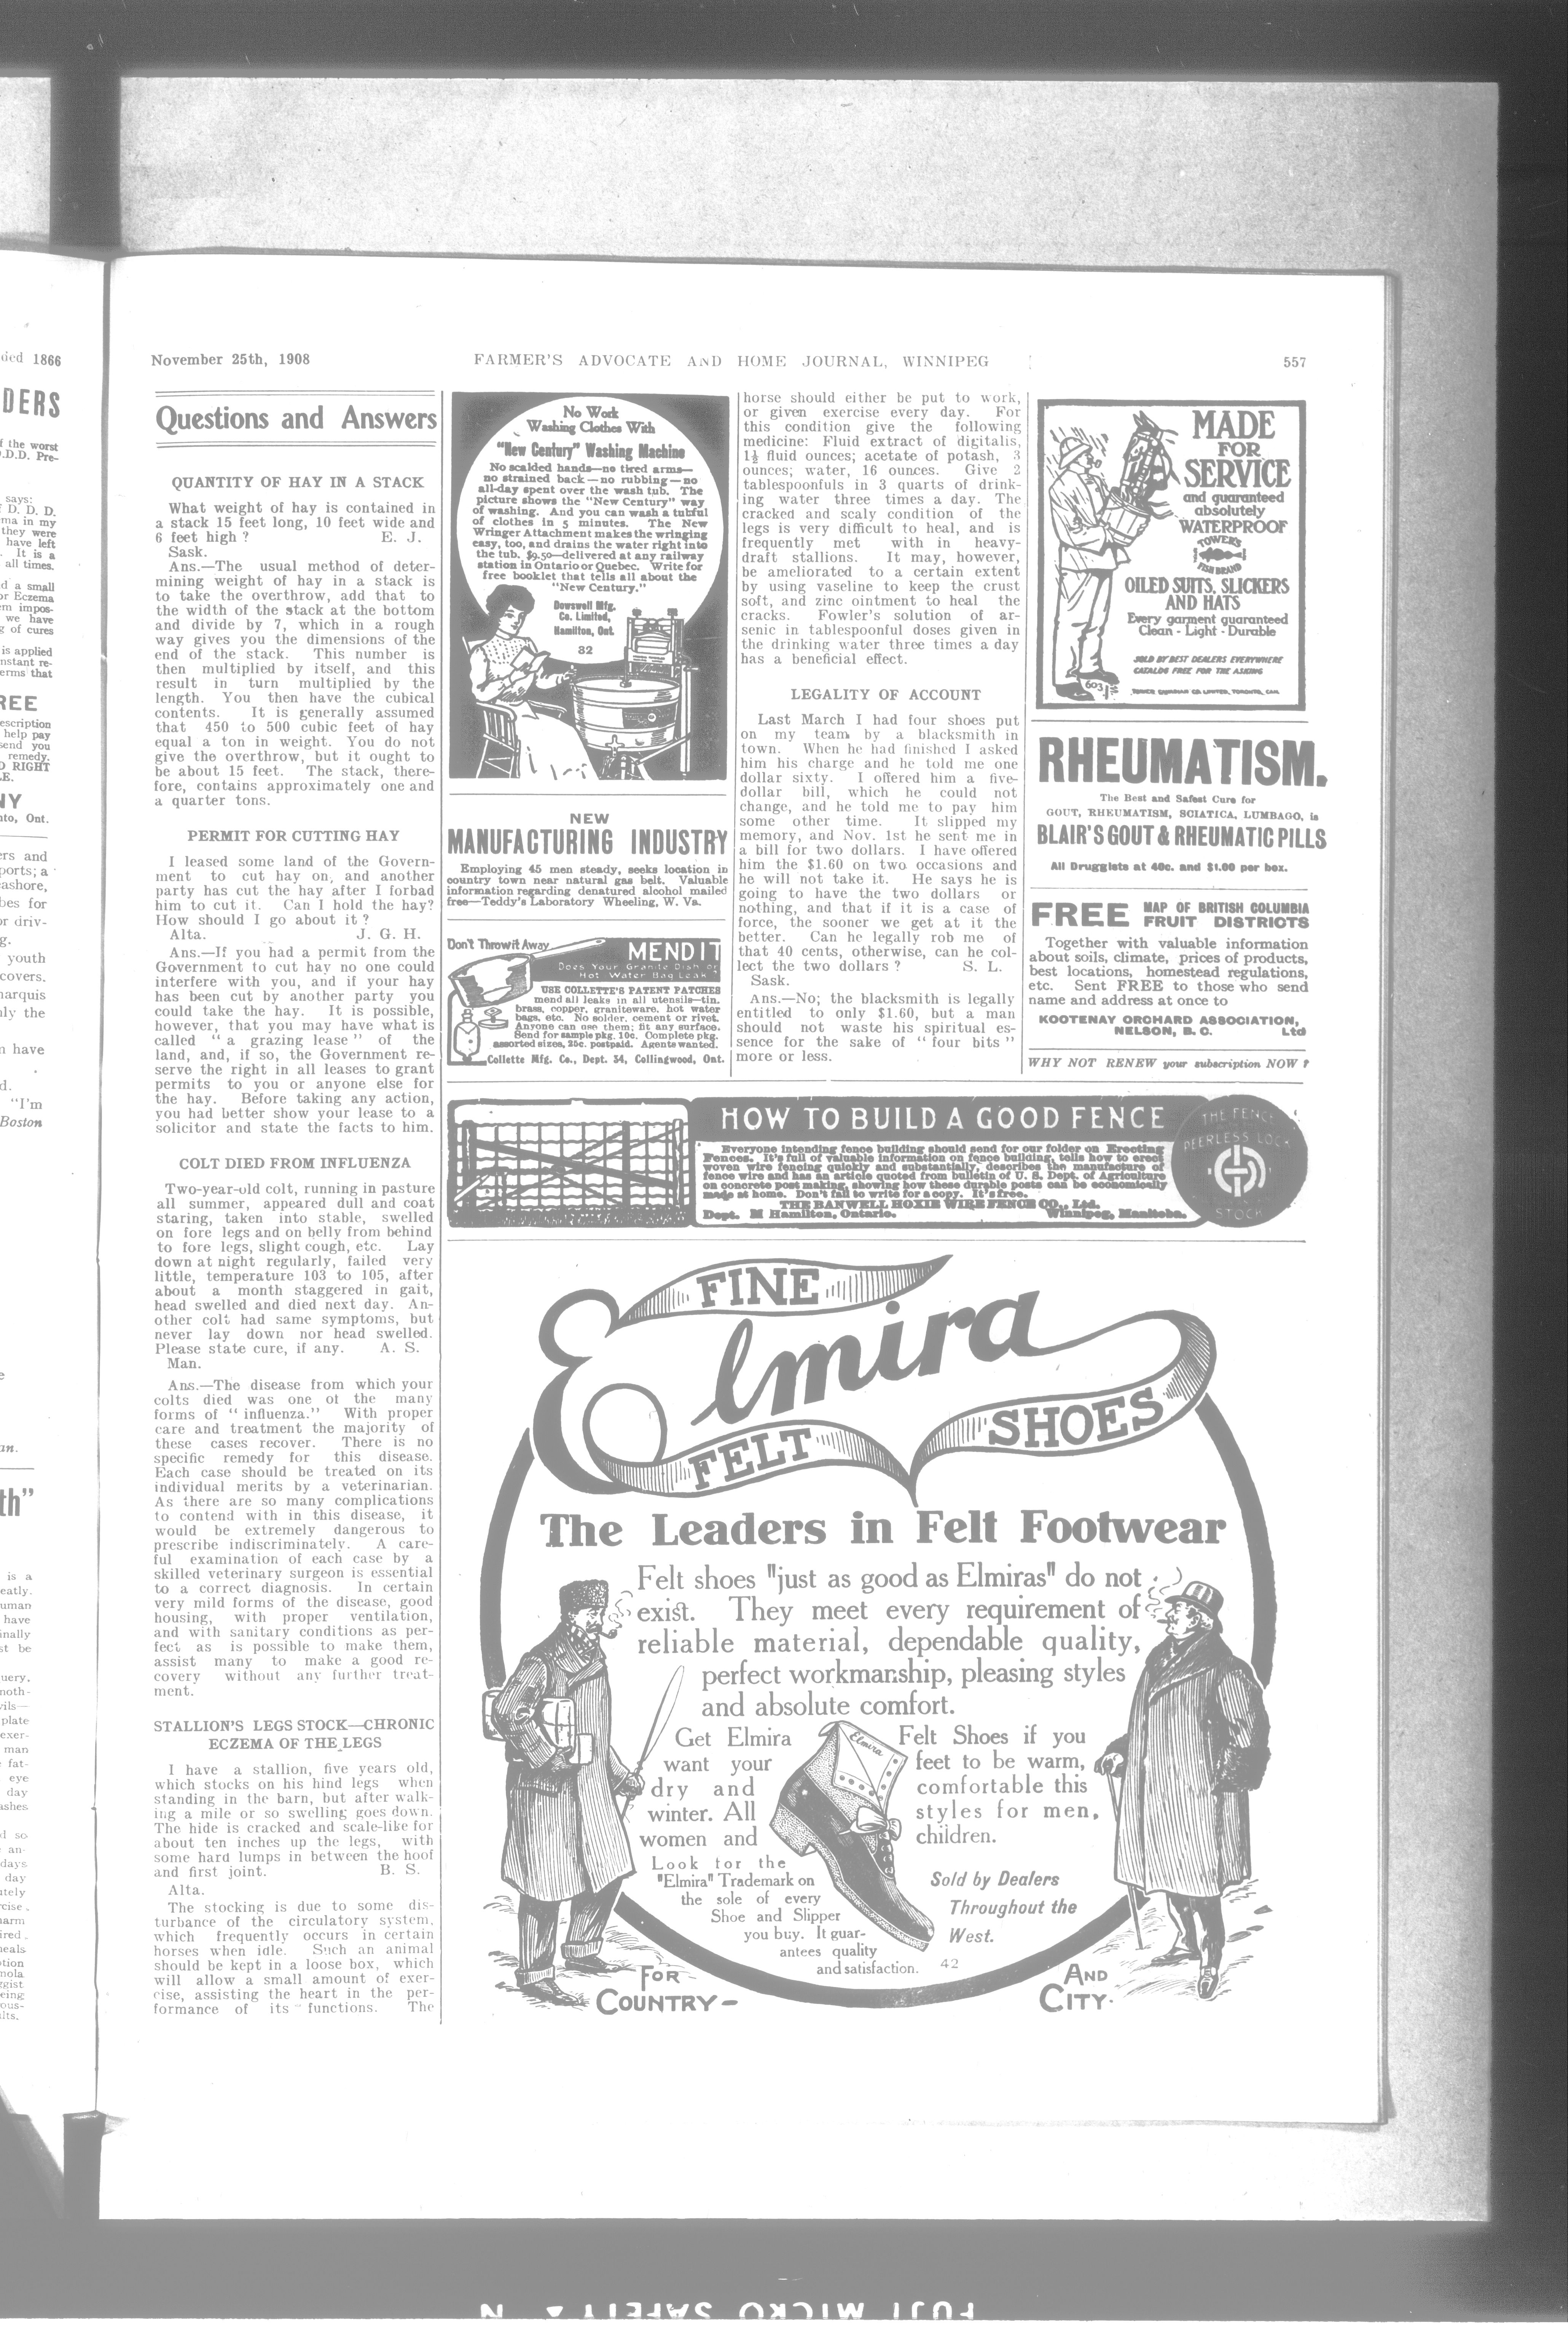 November 25th, 1908
FARMER'S ADVOCATE AND HOME JOURNAL, WINNIPEG
557
Questions and Answers
QUANTITY OF HAY IN A STACK
What weight of hay is contained in
a stack 15 feet long, 10 feet wide and
6 feet high ? E. J.
Sask.
Ans.—The usual method of deter-
mining weight of hay in a stack is
to take the overthrow, add that to
the width of the stack at the bottom
and divide by 7, which in a rough
way gives you the dimensions of the
end of the stack. This number is
then multiplied by itself, and this
result in turn multiplied by the
length. You then have the cubical
contents. It is generally assumed
that 450 to 500 cubic feet of hay
equal a ton in weight. You do not
give the overthrow, but it ought to
be about 15 feet. The stack, there-
fore, contains approximately one and
a quarter tons.
PERMIT FOR CUTTING HAY
I leased some land of the Govern-
ment to cut hay on, and another
party has cut the hay after I forbad
him to cut it. Can I hold the hay?
How should I go about it ?
Alta. J. G. H.
Ans.—If you had a permit from the
Government to cut hay no one could
interfere with you, and if your hay
has been cut by another party you
could take the hay. It is possible,
however, that you may have what is
called " a grazing lease " of the
land, and, if so, the Government re-
serve the right in all leases to grant
permits to you or anyone else for
the hay. Before taking any action,
you had better show your lease to a
solicitor and state the facts to him.
COLT DIED FROM INFLUENZA
Two-year-old colt, running in pasture
all summer, appeared dull and coat
staring, taken into stable, swelled
on fore legs and on belly from behind
to fore legs, slight cough, etc. Lay
down at night regularly, failed very
little, temperature 103 to 105, after
about a month staggered in gait,
head swelled and died next day. An-
other colt had same symptoms, but
never lay down nor head swelled.
Please state cure, if any. A. S.
Man.
Ans.—The disease from which your
colts died was one of the many
forms of " influenza." With proper
care and treatment the majority of
these cases recover. There is no
specific remedy for this disease.
Each case should be treated on its
individual merits by a veterinarian.
As there are so many complications
to contend with in this disease, it
would be extremely dangerous to
prescribe indiscriminately. A care-
ful examination of each case by a
skilled veterinary surgeon is essential
to a correct diagnosis. In certain
very mild forms of the disease, good
housing, with proper ventilation,
and with sanitary conditions as per-
fect as is possible to make them,
assist many to make a good re-
covery without any further treat-
ment.
STALLION'S LEGS STOCK—CHRONIC
ECZEMA OF THE LEGS
I have a stallion, five years old,
which stocks on his hind legs when
standing in the barn, but after walk-
ing a mile or so swelling goes down.
The hide is cracked and scale-like for
about ten inches up the legs, with
some hard lumps in between the hoof
and first joint. B. S.
Alta.
The stocking is due to some dis-
turbance of the circulatory system,
which frequently occurs in certain
horses when idle. Such an animal
should be kept in a loose box, which
will allow a small amount of exer-
cise, assisting the heart in the per-
formance of its functions. The
No Work
Washing Clothes With
"New Century" Washing Machine
No scalded hands—no tired arms—
no strained back—no rubbing—no
all-day spent over the wash tub. The
picture shows the "New Century" way
of washing. And you can wash a tubful
of clothes in 5 minutes. The New
Wringer Attachment makes the wringing
easy, too, and drains the water right into
the tub. $9.50—delivered at any railway
station in Ontario or Quebec. Write for
free booklet that tells all about the
"New Century."
Dowswell Mfg.
Co. Limited,
Hamilton, Ont.
82
NEW
MANUFACTURING INDUSTRY
Employing 45 men steady, seeks location in
country town near natural gas belt. Valuable
information regarding denatured alcohol mailed
free—Teddy's Laboratory Wheeling, W. Va.
Don't Throw it Away
MENDIT
Does Your Granite Dish or
Hot Water Bag Leak ?
USE COLLETTE'S PATENT PATCHES
mend all leaks in all utensils—tin,
brass, copper, graniteware, hot water
bags, etc. No solder, cement or rivet.
Anyone can use them; fit any surface.
Send for sample pkg. 10c. Complete pkg.
assorted sizes, 25c. postpaid. Agents wanted.
Collette Mfg. Co., Dept. 34, Collingwood, Ont.
horse should either be put to work,
or given exercise every day. For
this condition give the following
medicine: Fluid extract of digitalis,
1½ fluid ounces; acetate of potash, 3
ounces; water, 16 ounces. Give 2
tablespoonfuls in 3 quarts of drink-
ing water three times a day. The
cracked and scaly condition of the
legs is very difficult to heal, and is
frequently met with in heavy-
draft stallions. It may, however,
be ameliorated to a certain extent
by using vaseline to keep the crust
soft, and zinc ointment to heal the
cracks. Fowler's solution of ar-
senic in tablespoonful doses given in
the drinking water three times a day
has a beneficial effect.
LEGALITY OF ACCOUNT
Last March I had four shoes put
on my team by a blacksmith in
town. When he had finished I asked
him his charge and he told me one
dollar sixty. I offered him a five-
dollar bill, which he could not
change, and he told me to pay him
some other time. It slipped my
memory, and Nov. 1st he sent me in
a bill for two dollars. I have offered
him the $1.60 on two occasions and
he will not take it. He says he is
going to have the two dollars or
nothing, and that if it is a case of
force, the sooner we get at it the
better. Can he legally rob me of
that 40 cents, otherwise, can he col-
lect the two dollars ? S. L.
Sask.
Ans.—No; the blacksmith is legally
entitled to only $1.60, but a man
should not waste his spiritual es-
sence for the sake of " four bits "
more or less.
MADE
FOR
SERVICE
and guaranteed
absolutely
WATERPROOF
TOWER'S
FISH BRAND
OILED SUITS, SLICKERS
AND HATS
Every garment guaranteed
Clean - Light - Durable
SOLD BY BEST DEALERS EVERYWHERE
CATALOG FREE FOR THE ASKING
603
TOWER CANADIAN CO. LIMITED, TORONTO, CAN.
RHEUMATISM.
The Best and Safest Cure for
GOUT, RHEUMATISM, SCIATICA, LUMBAGO, is
BLAIR'S GOUT & RHEUMATIC PILLS
All Druggists at 40c. and $1.00 per box.
FREE MAP OF BRITISH COLUMBIA
FRUIT DISTRICTS
Together with valuable information
about soils, climate, prices of products,
best locations, homestead regulations,
etc. Sent FREE to those who send
name and address at once to
KOOTENAY ORCHARD ASSOCIATION,
NELSON, B. C. Ltd
WHY NOT RENEW your subscription NOW ?
HOW TO BUILD A GOOD FENCE
Everyone intending fence building should send for our folder on Erecting
Fences. It's full of valuable information on fence building, tells how to erect
woven wire fencing quickly and substantially, describes the manufacture of
fence wire and has an article quoted from bulletin of U. S. Dept. of Agriculture
on concrete post making, showing how these durable posts can be economically
made at home. Don't fail to write for a copy. It's free.
THE BANWELL HOXIE WIRE FENCE CO., Ltd.
Dept. M Hamilton, Ontario. Winnipeg, Manitoba.
THE FENCE
PEERLESS LOCK
STOCK
FINE
Elmira
FELT SHOES
The Leaders in Felt Footwear
Felt shoes "just as good as Elmiras" do not
exist. They meet every requirement of
reliable material, dependable quality,
perfect workmanship, pleasing styles
and absolute comfort.
Get Elmira Felt Shoes if you
want your feet to be warm,
dry and comfortable this
winter. All styles for men,
women and children.
Elmira
Look for the
"Elmira" Trademark on
the sole of every
Shoe and Slipper
you buy. It guar-
antees quality
and satisfaction.
42
Sold by Dealers
Throughout the
West.
FOR
COUNTRY—
AND
CITY.
FUJI MICRO SAFETY